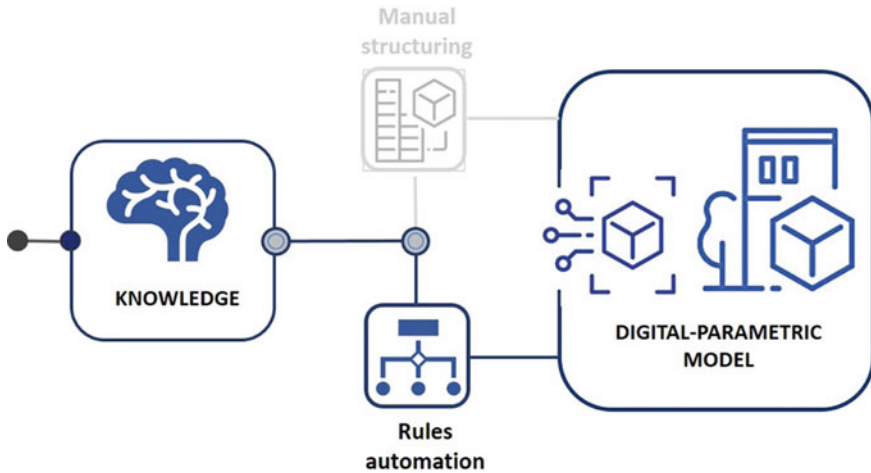 Manual
structuring
KNOWLEDGE
DIGITAL-PARAMETRIC
MODEL
Rules
automation